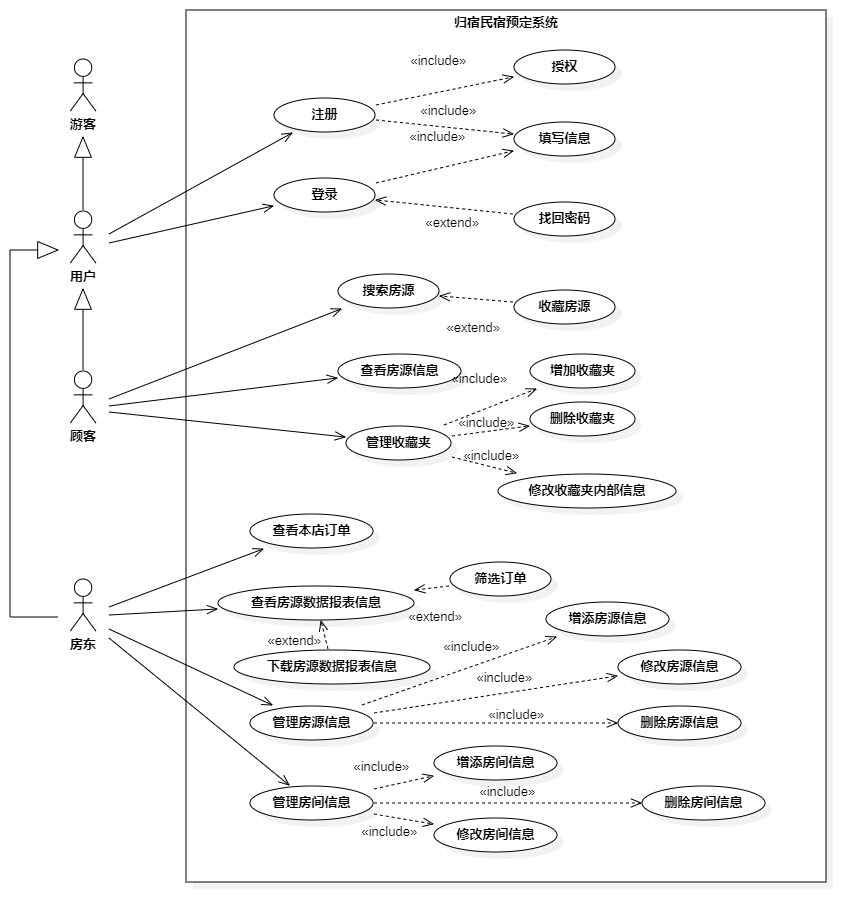 归宿民宿预定系统
«include»
授权
游客
注册
«include»
填写信息
«include»
登录
找回密码
«extend»
用户
搜索房源
收藏房源
«extend»
查看房源信息
«include»
增加收藏夹
顾客
管理收藏夹
«include»
删除收藏夹
«include»
修改收藏夹内部信息
查看本店订单
筛选订单
查看房源数据报表信息
«extend»
增添房源信息
房东
«extend»
«include»
下载房源数据报表信息
修改房源信息
«include»
管理房源信息
«include»
删除房源信息
«include»
增添房间信息
«include»
管理房间信息
删除房间信息
«include»
修改房间信息